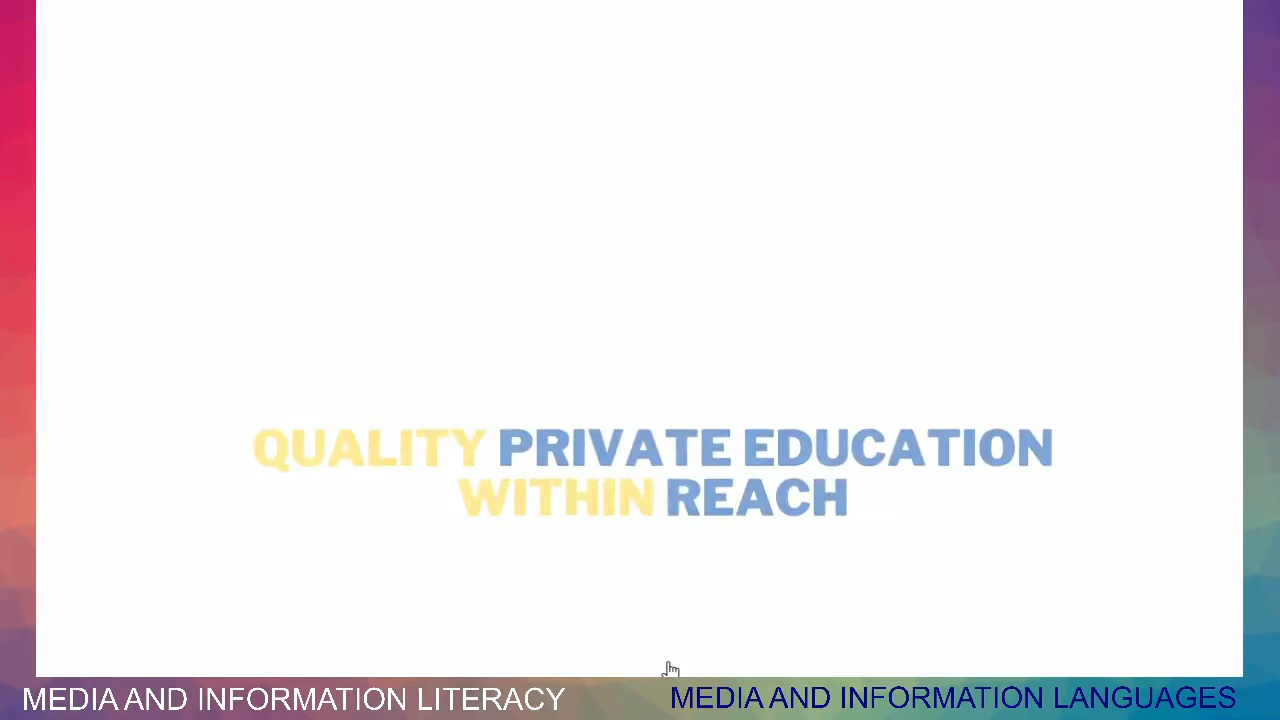 QUALITY PRIVATE EDUCATION
WITHIN REACH
MEDIA AND INFORMATION LITERACY
MEDIA AND INFORMATION LANGUAGES